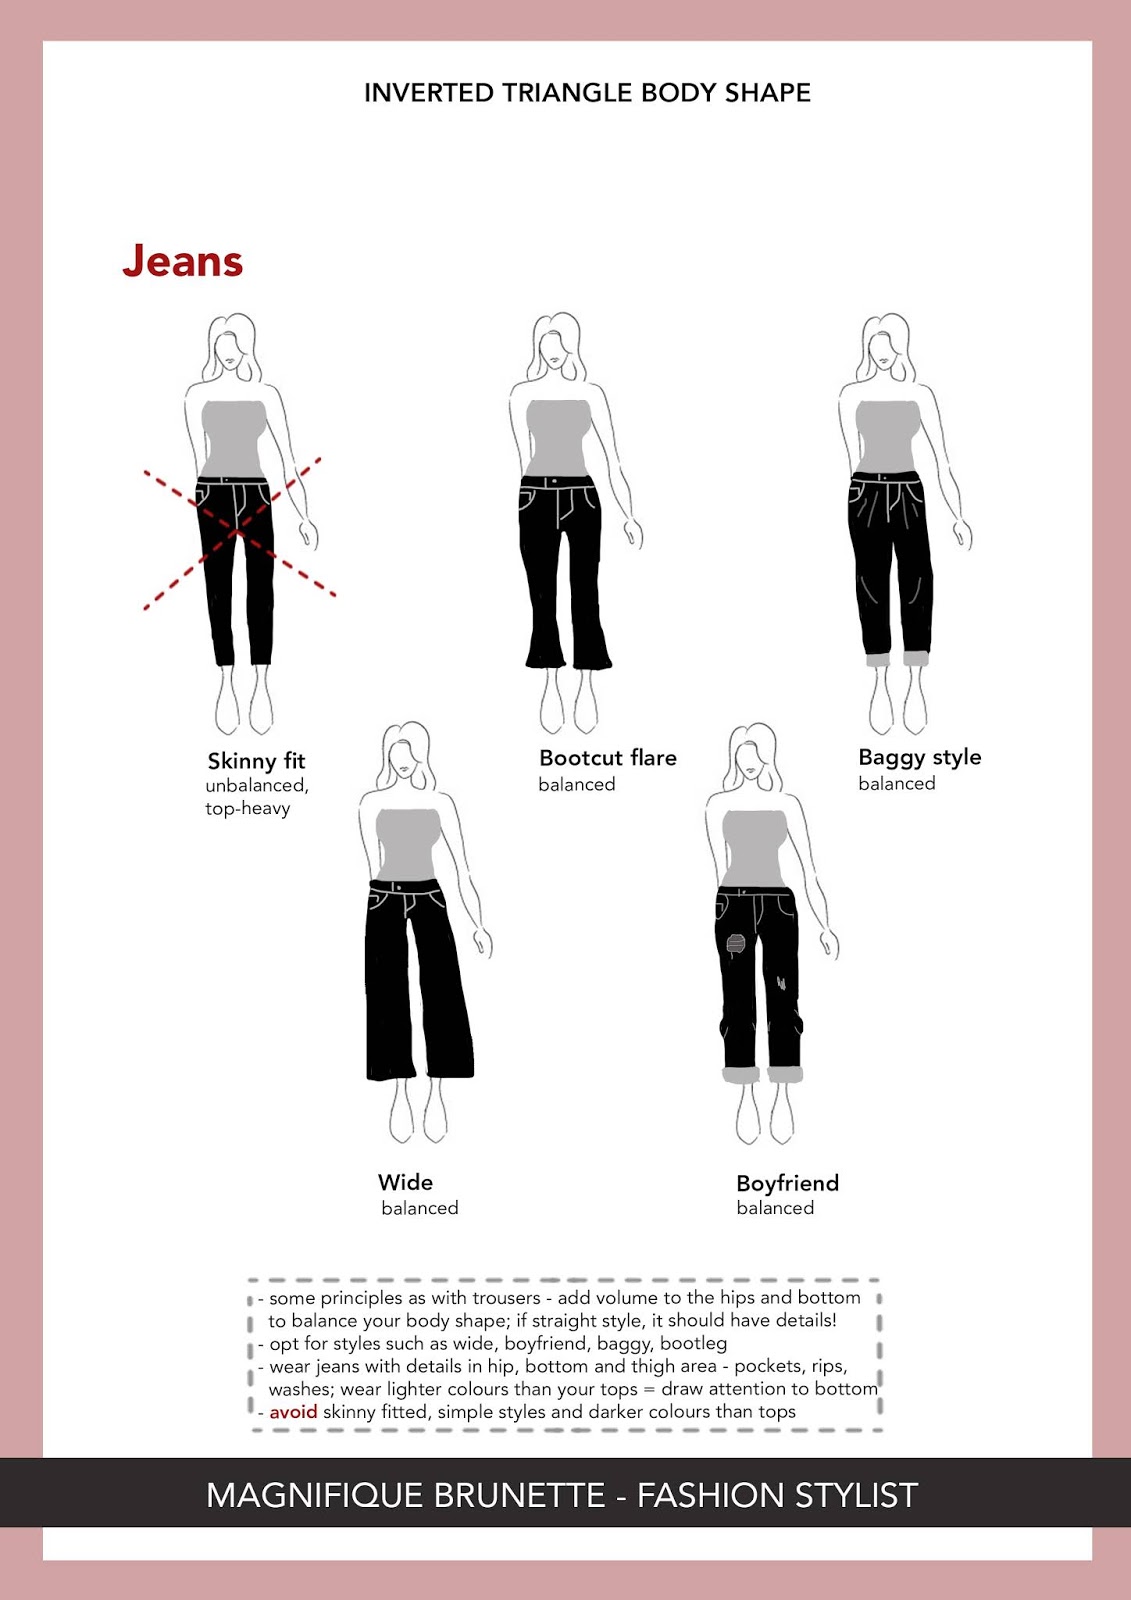 INVERTED TRIANGLE BODY SHAPE
Jeans
Skinny fit
unbalanced,
top-heavy
Bootcut flare
balanced
Baggy style
balanced
Wide
balanced
Boyfriend
balanced
- some principles as with trousers - add volume to the hips and bottom
to balance your body shape; if straight style, it should have details!
- opt for styles such as wide, boyfriend, baggy, bootleg
- wear jeans with details in hip, bottom and thigh area - pockets, rips,
washes; wear lighter colours than your tops = draw attention to bottom
- avoid skinny fitted, simple styles and darker colours than tops
MAGNIFIQUE BRUNETTE - FASHION STYLIST